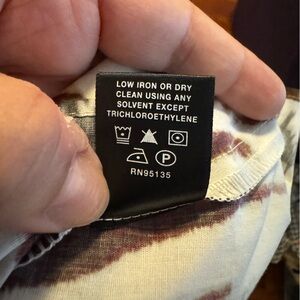 LOW IRON OR DRY
CLEAN USING ANY
SOLVENT EXCEPT
TRICHLOROETHYLENE
P
RN95135